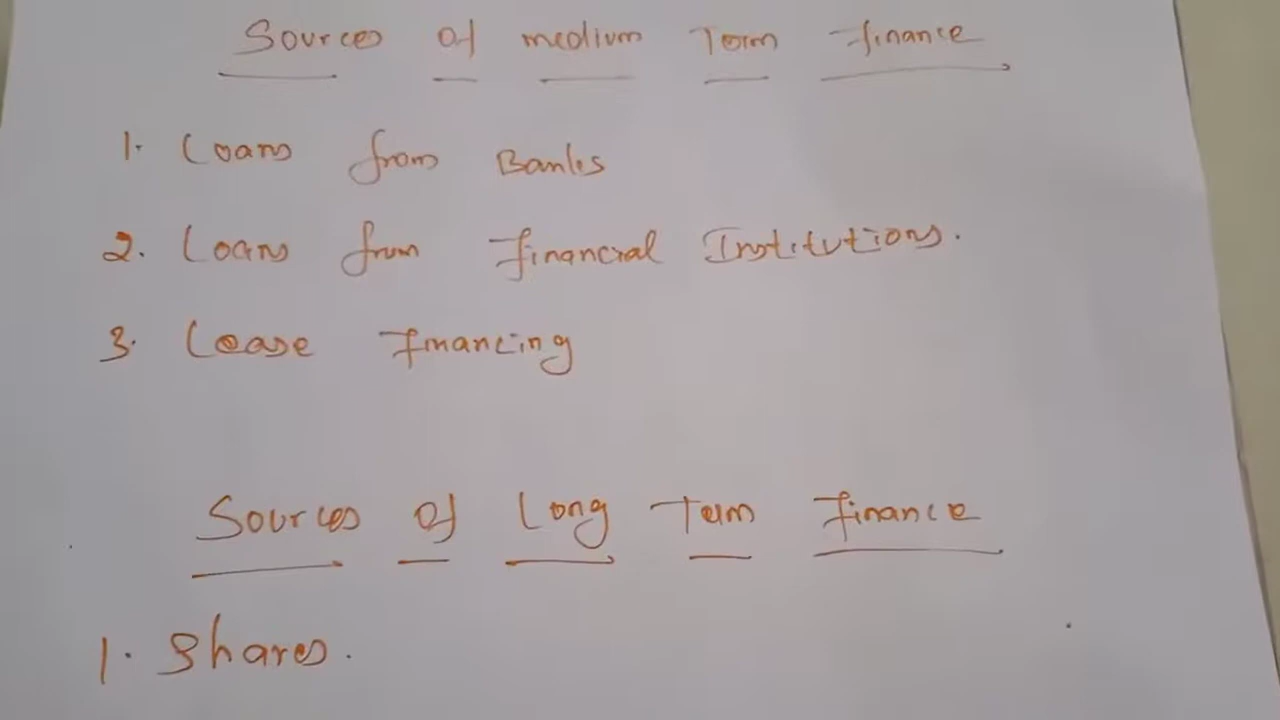 Sources of medium Term Finance
1. Loans from Banks
2. Loans from Financial Institutions.
3. Lease Financing
Sources of Long Term Finance
1. Shares.